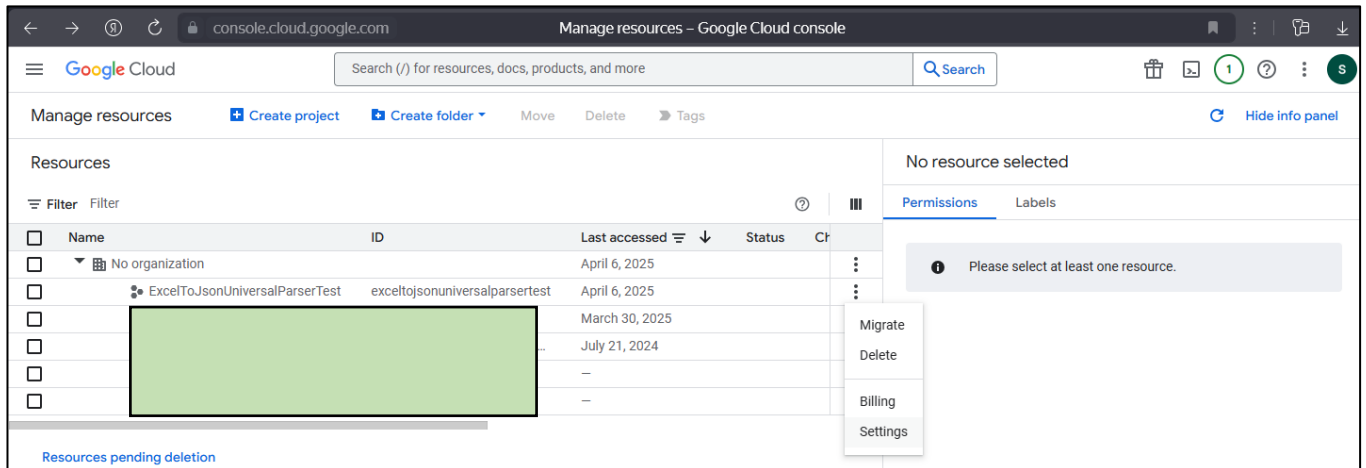 console.cloud.google.com Manage resources – Google Cloud console
Google Cloud Search (/) for resources, docs, products, and more Search 1 S
Manage resources Create project Create folder Move Delete Tags Hide info panel
Resources No resource selected
Filter Filter Permissions Labels
Name ID Last accessed Status Ch
No organization April 6, 2025 Please select at least one resource.
ExcelToJsonUniversalParserTest exceltojsonuniversalparsertest April 6, 2025
March 30, 2025 Migrate
... July 21, 2024 Delete
–
– Billing
Settings
Resources pending deletion